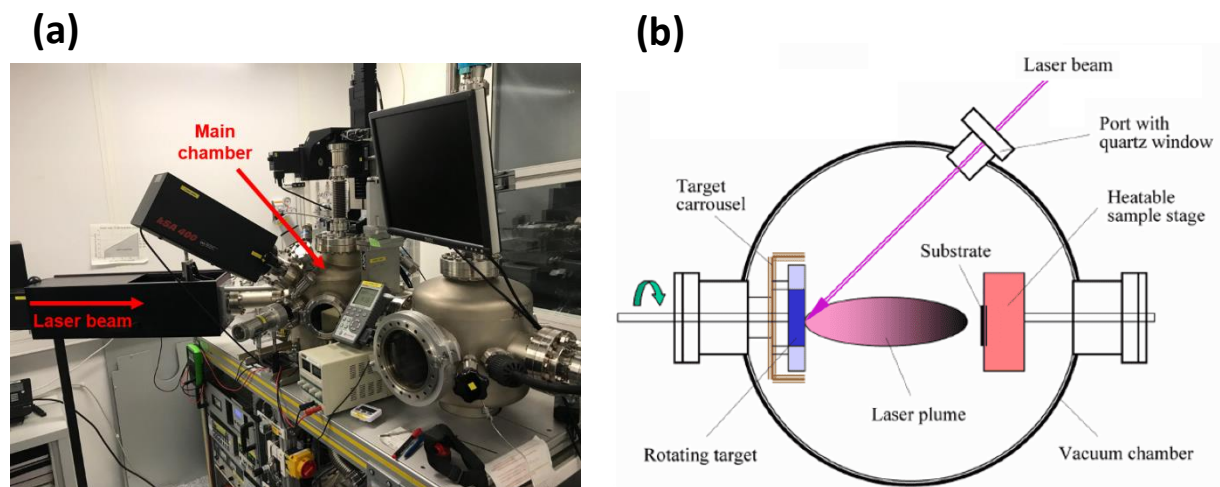 (a)
Main
chamber
Laser beam
(b)
Laser beam
Port with
quartz window
Target
carrousel
Heatable
sample stage
Substrate
Laser plume
Rotating target
Vacuum chamber